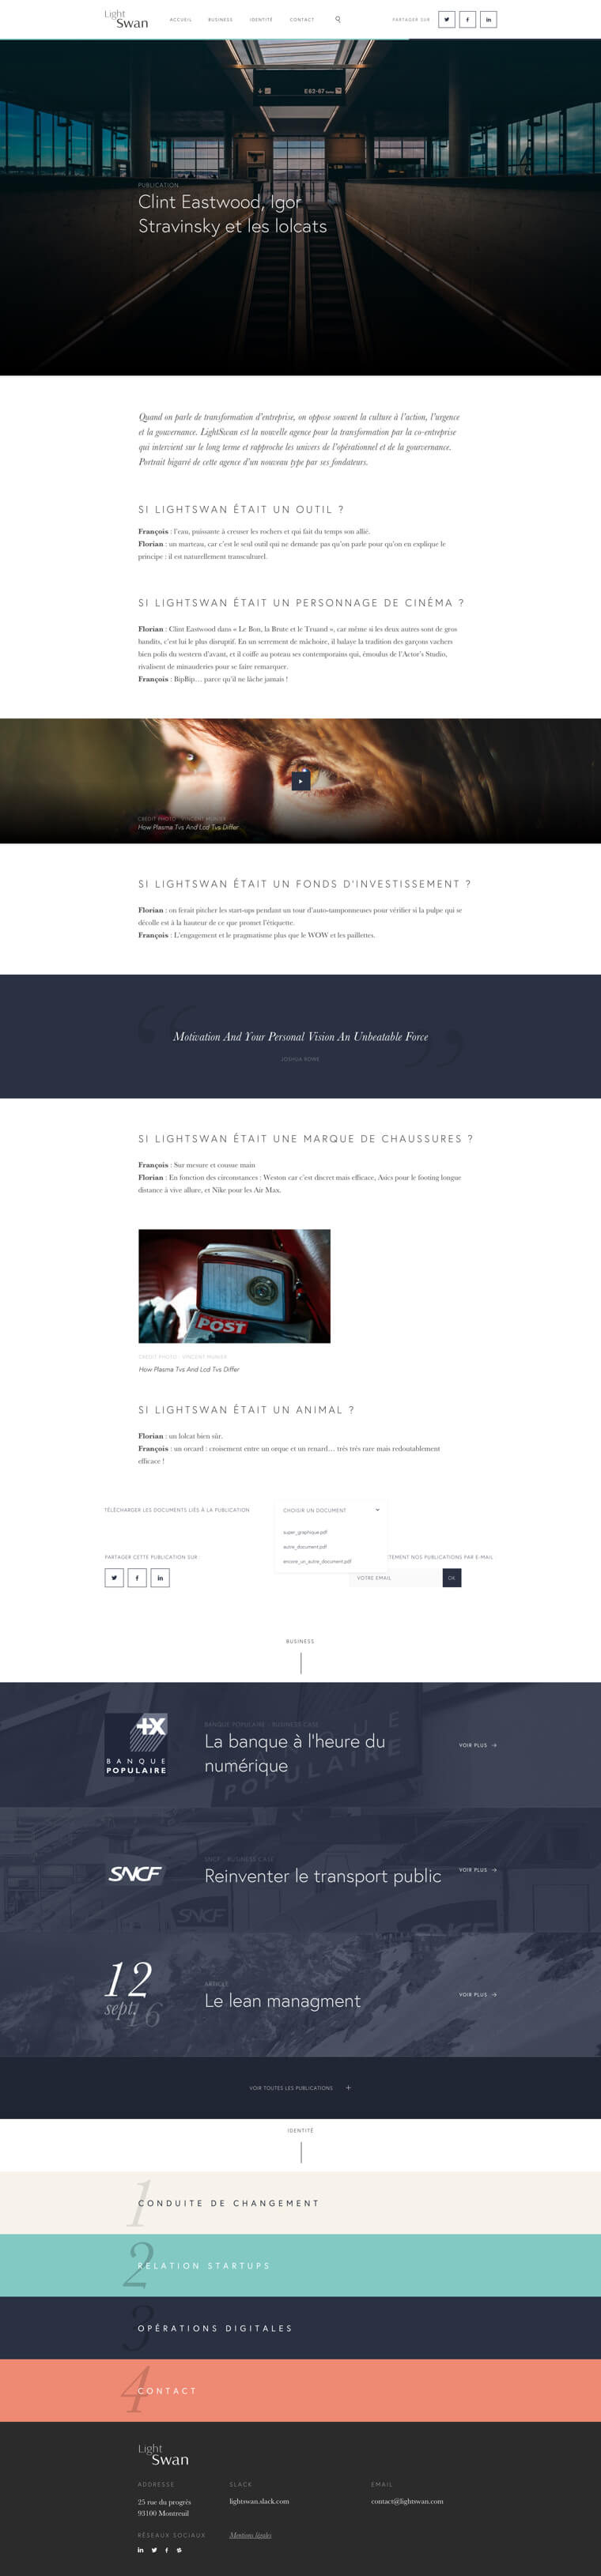 Light
Swan
ACCUEIL BUSINESS IDENTITÉ CONTACT
PARTAGER SUR
E62-67
PUBLICATION
Clint Eastwood, Igor
Stravinsky et les lolcats
Quand on parle de transformation d'entreprise, on oppose souvent la culture à l'action, l'urgence
et la gouvernance. LightSwan est la nouvelle agence pour la transformation par la co-entreprise
qui intervient sur le long terme et rapproche les univers de l'opérationnel et de la gouvernance.
Portrait bigarré de cette agence d'un nouveau type par ses fondateurs.
SI LIGHTSWAN ÉTAIT UN OUTIL ?
François : l'eau, puissante à creuser les rochers et qui fait du temps son allié.
Florian : un marteau, car c'est le seul outil qui ne demande pas qu'on parle pour qu'on en explique le
principe : il est naturellement transculturel.
SI LIGHTSWAN ÉTAIT UN PERSONNAGE DE CINÉMA ?
Florian : Clint Eastwood dans « Le Bon, la Brute et le Truand », car même si les deux autres sont de gros
bandits, c'est lui le plus disruptif. En un serrement de mâchoire, il balaye la tradition des garçons vachers
bien polis du western d'avant, et il coiffe au poteau ses contemporains qui, émoulus de l'Actor's Studio,
rivalisent de minauderies pour se faire remarquer.
François : BipBip… parce qu'il ne lâche jamais !
CRÉDIT PHOTO : VINCENT MUNIER
How Plasma Tvs And Lcd Tvs Differ
SI LIGHTSWAN ÉTAIT UN FONDS D'INVESTISSEMENT ?
Florian : on ferait pitcher les start-ups pendant un tour d'auto-tamponneuses pour vérifier si la pulpe qui se
décolle est à la hauteur de ce que promet l'étiquette.
François : L'engagement et le pragmatisme plus que le WOW et les paillettes.
Motivation And Your Personal Vision An Unbeatable Force
JOSHUA ROWE
SI LIGHTSWAN ÉTAIT UNE MARQUE DE CHAUSSURES ?
François : Sur mesure et cousue main
Florian : En fonction des circonstances : Weston car c'est discret mais efficace, Asics pour le footing longue
distance à vive allure, et Nike pour les Air Max.
POST
CRÉDIT PHOTO : VINCENT MUNIER
How Plasma Tvs And Lcd Tvs Differ
SI LIGHTSWAN ÉTAIT UN ANIMAL ?
Florian : un lolcat bien sûr.
François : un orcard : croisement entre un orque et un renard… très très rare mais redoutablement
efficace !
TÉLÉCHARGER LES DOCUMENTS LIÉS À LA PUBLICATION
CHOISIR UN DOCUMENT
super_graphique.pdf
autre_document.pdf
encore_un_autre_document.pdf
PARTAGER CETTE PUBLICATION SUR
TEMENT NOS PUBLICATIONS PAR E-MAIL
VOTRE EMAIL
OK
BUSINESS
BANQUE
POPULAIRE
BANQUE POPULAIRE - BUSINESS CASE
La banque à l'heure du
numérique
VOIR PLUS →
SNCF
SNCF - BUSINESS CASE
Reinventer le transport public
VOIR PLUS →
12
sept.
16
ARTICLE
Le lean managment
VOIR PLUS →
VOIR TOUTES LES PUBLICATIONS +
IDENTITÉ
1
CONDUITE DE CHANGEMENT
2
RELATION STARTUPS
3
OPÉRATIONS DIGITALES
4
CONTACT
Light
Swan
ADDRESSE
25 rue du progrès
93100 Montreuil
SLACK
lightswan.slack.com
EMAIL
contact@lightswan.com
RÉSEAUX SOCIAUX
Mentions légales